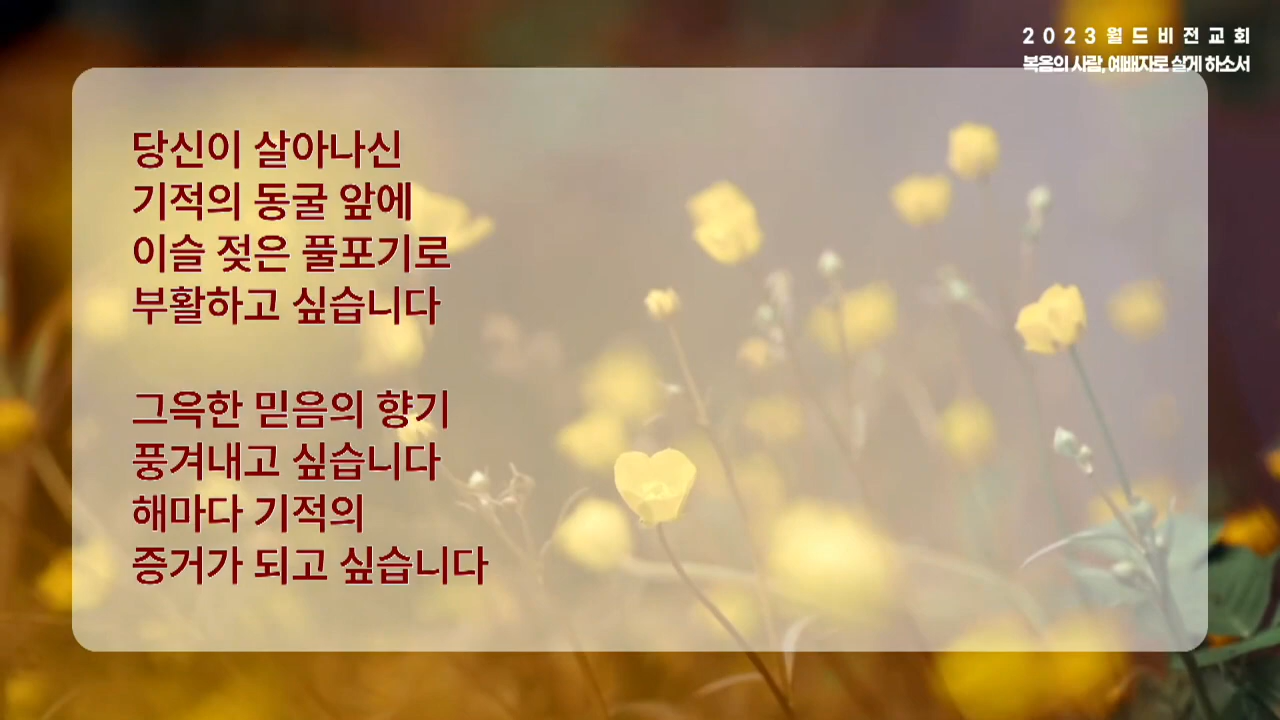 2023월드비전교회
복음의 사람, 예배자로 살게 하소서
당신이 살아나신
기적의 동굴 앞에
이슬 젖은 풀포기로
부활하고 싶습니다
그윽한 믿음의 향기
풍겨내고 싶습니다
해마다 기적의
증거가 되고 싶습니다